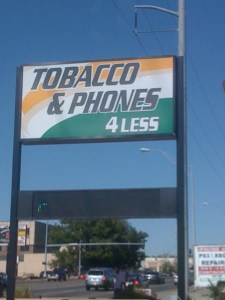 TOBACCO
& PHONES
4 LESS
REPAIR